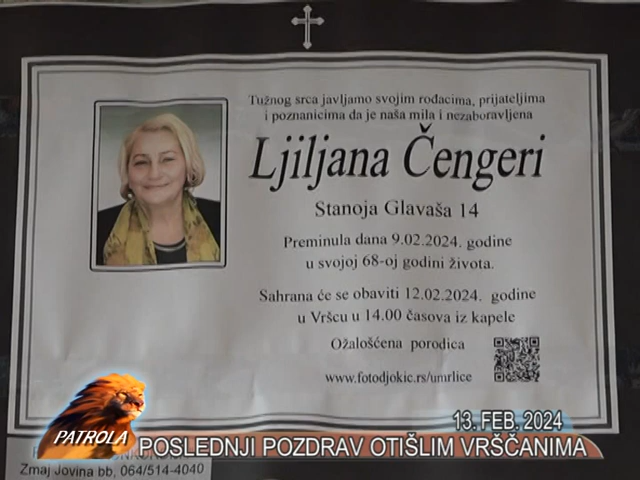 Tužnog srca javljamo svojim rođacima, prijateljima
i poznanicima da je naša mila i nezaboravljena
Ljiljana Čengeri
Stanoja Glavaša 14
Preminula dana 9.02.2024. godine
u svojoj 68-oj godini života.
Sahrana će se obaviti 12.02.2024. godine
u Vršcu u 14.00 časova iz kapele
Ožalošćena porodica
www.fotodjokic.rs/umrlice
13. FEB, 2024
PATROLA
POSLEDNJI POZDRAV OTIŠLIM VRŠČANIMA
Zmaj Jovina bb, 064/514-4040